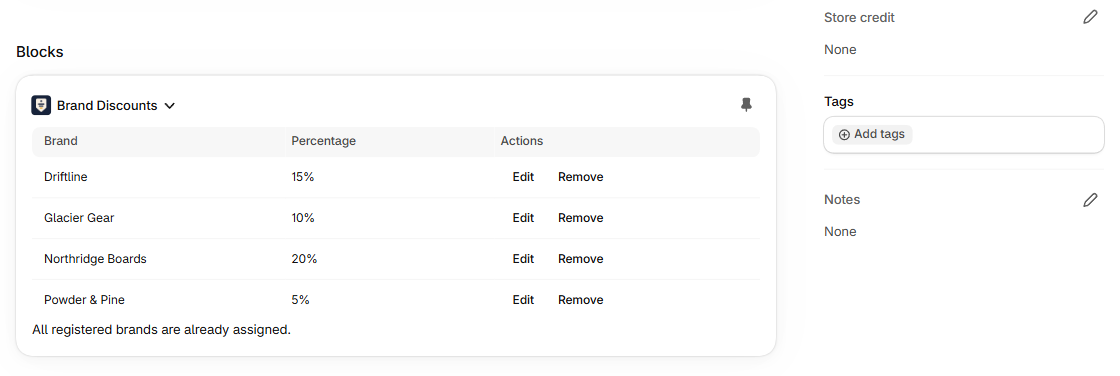 Blocks
Brand Discounts
Brand Percentage Actions
Driftline 15% Edit Remove
Glacier Gear 10% Edit Remove
Northridge Boards 20% Edit Remove
Powder & Pine 5% Edit Remove
All registered brands are already assigned.
Store credit
None
Tags
Add tags
Notes
None